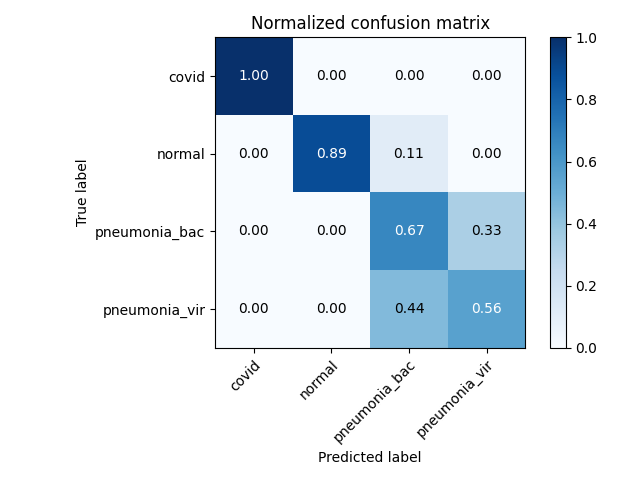 Normalized confusion matrix
covid 1.00 0.00 0.00 0.00
normal 0.00 0.89 0.11 0.00
pneumonia_bac 0.00 0.00 0.67 0.33
pneumonia_vir 0.00 0.00 0.44 0.56
True label
covid normal pneumonia_bac pneumonia_vir
Predicted label
1.0
0.8
0.6
0.4
0.2
0.0